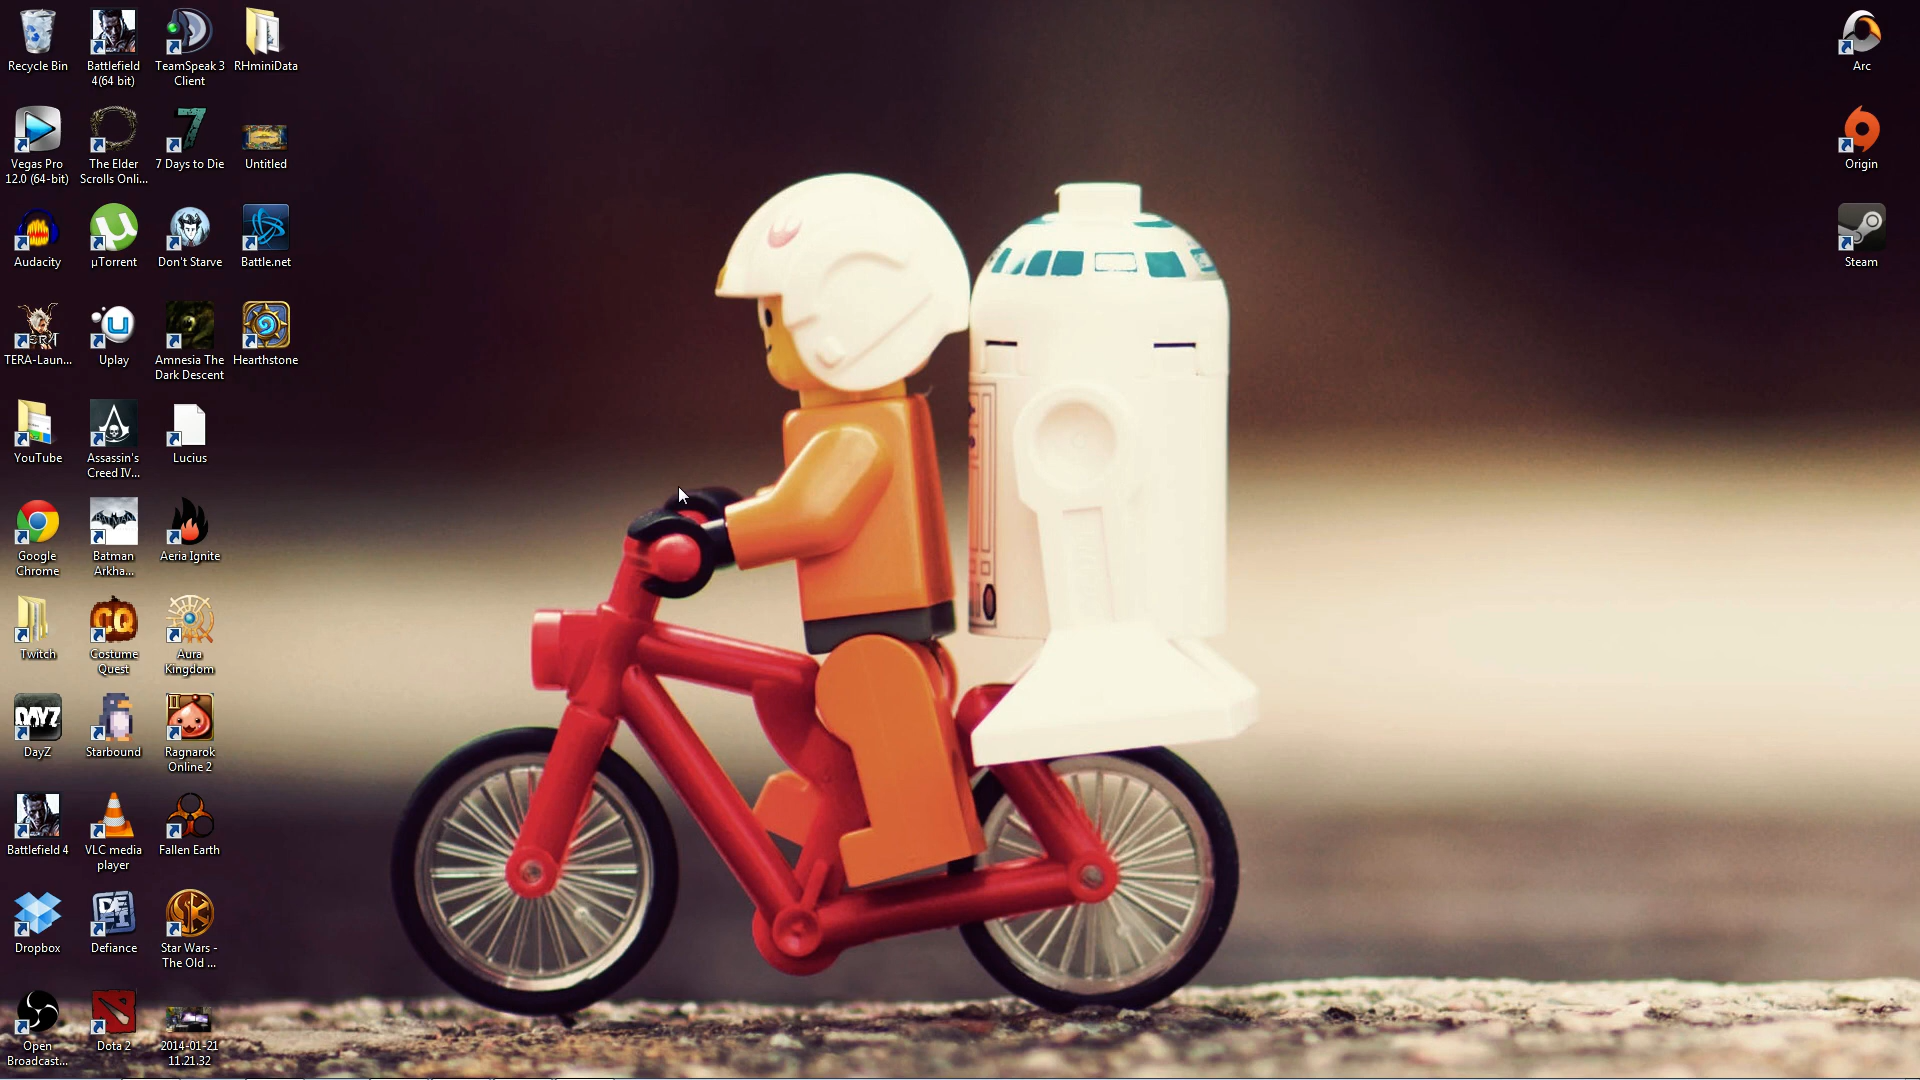 Recycle Bin
Battlefield
4(64 bit)
TeamSpeak 3
Client
RHminiData
Arc
Vegas Pro
12.0 (64-bit)
The Elder
Scrolls Onli...
7 Days to Die
Untitled
Origin
Audacity
µTorrent
Don't Starve
Battle.net
Steam
TERA-Laun...
Uplay
Amnesia The
Dark Descent
Hearthstone
YouTube
Assassin's
Creed IV...
Lucius
Google
Chrome
BATMAN
Batman
Arkha...
Aeria Ignite
Twitch
CQ
Costume
Quest
Aura
Kingdom
DAYZ
DayZ
Starbound
Ragnarok
Online 2
Battlefield 4
VLC media
player
Fallen Earth
Dropbox
DEFI
Defiance
Star Wars -
The Old ...
Open
Broadcast...
Dota 2
2014-01-21
11.21.32